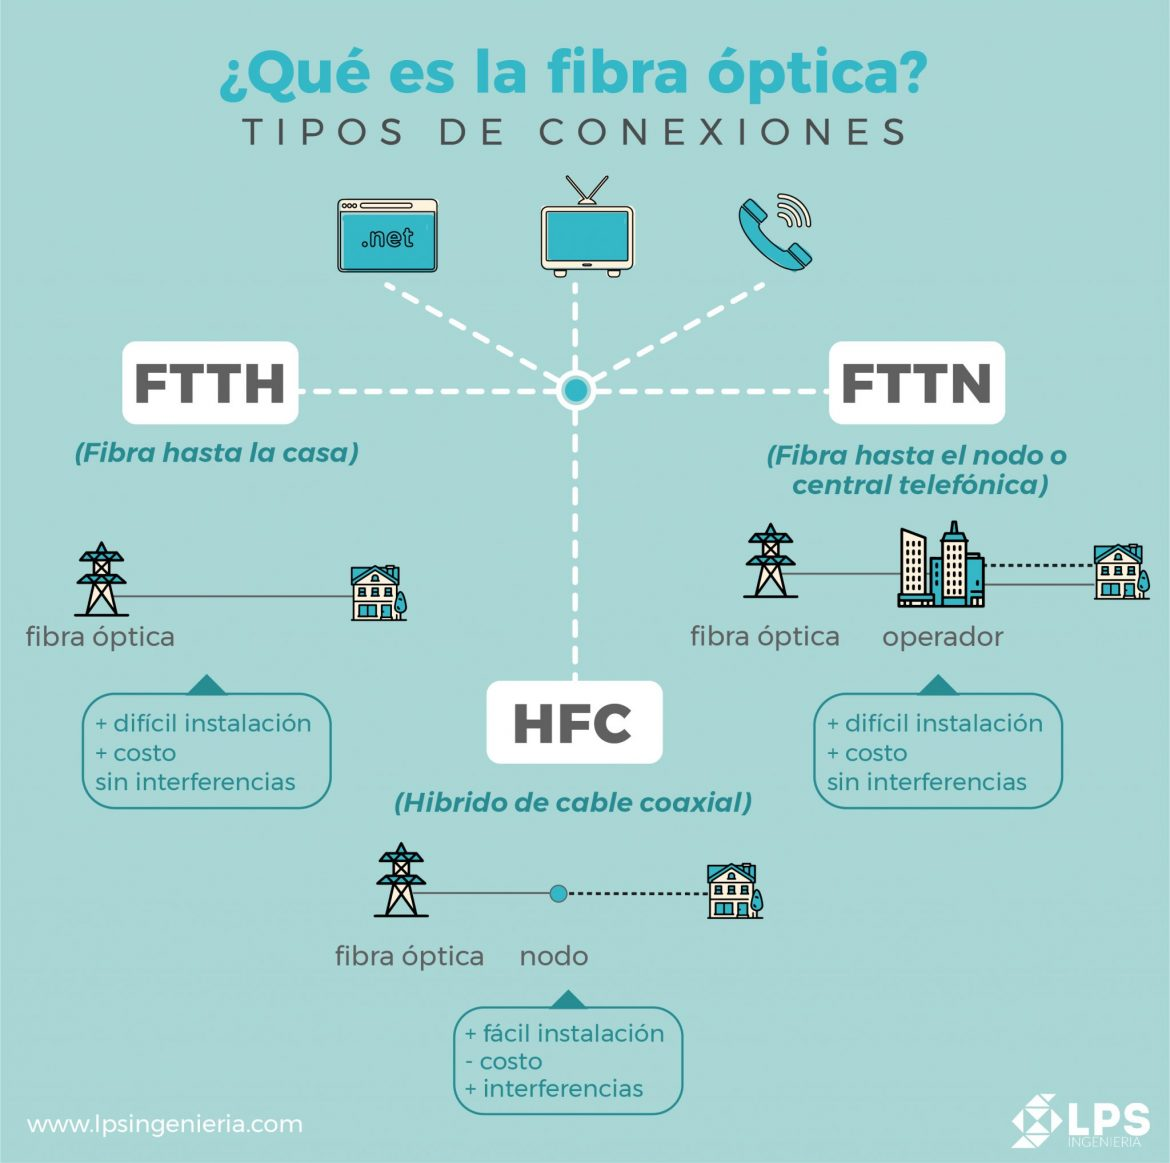 ¿Qué es la fibra óptica?
TIPOS DE CONEXIONES
.net
FTTH
(Fibra hasta la casa)
fibra óptica
+ difícil instalación
+ costo
sin interferencias
FTTN
(Fibra hasta el nodo o
central telefónica)
fibra óptica
operador
+ difícil instalación
+ costo
sin interferencias
HFC
(Hibrido de cable coaxial)
fibra óptica
nodo
+ fácil instalación
- costo
+ interferencias
www.lpsingenieria.com
LPS
INGENIERIA